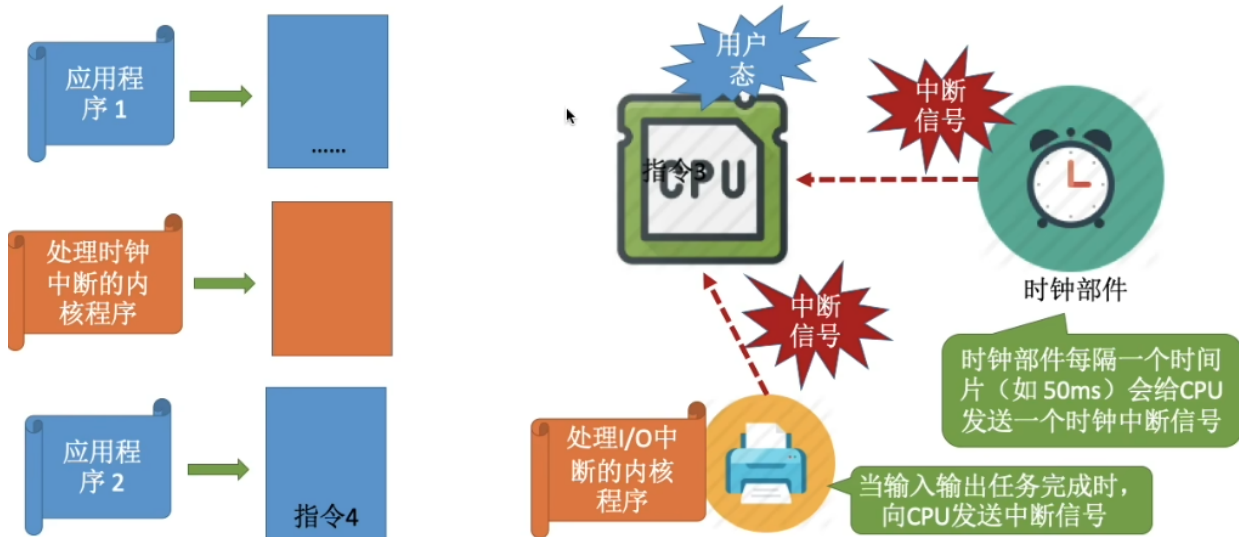 应用程
序 1
......
处理时钟
中断的内
核程序
应用程
序 2
指令4
用户
态
指令3
CPU
中断
信号
时钟部件
中断
信号
时钟部件每隔一个时间
片（如 50ms）会给CPU
发送一个时钟中断信号
处理I/O中
断的内核
程序
当输入输出任务完成时，
向CPU发送中断信号